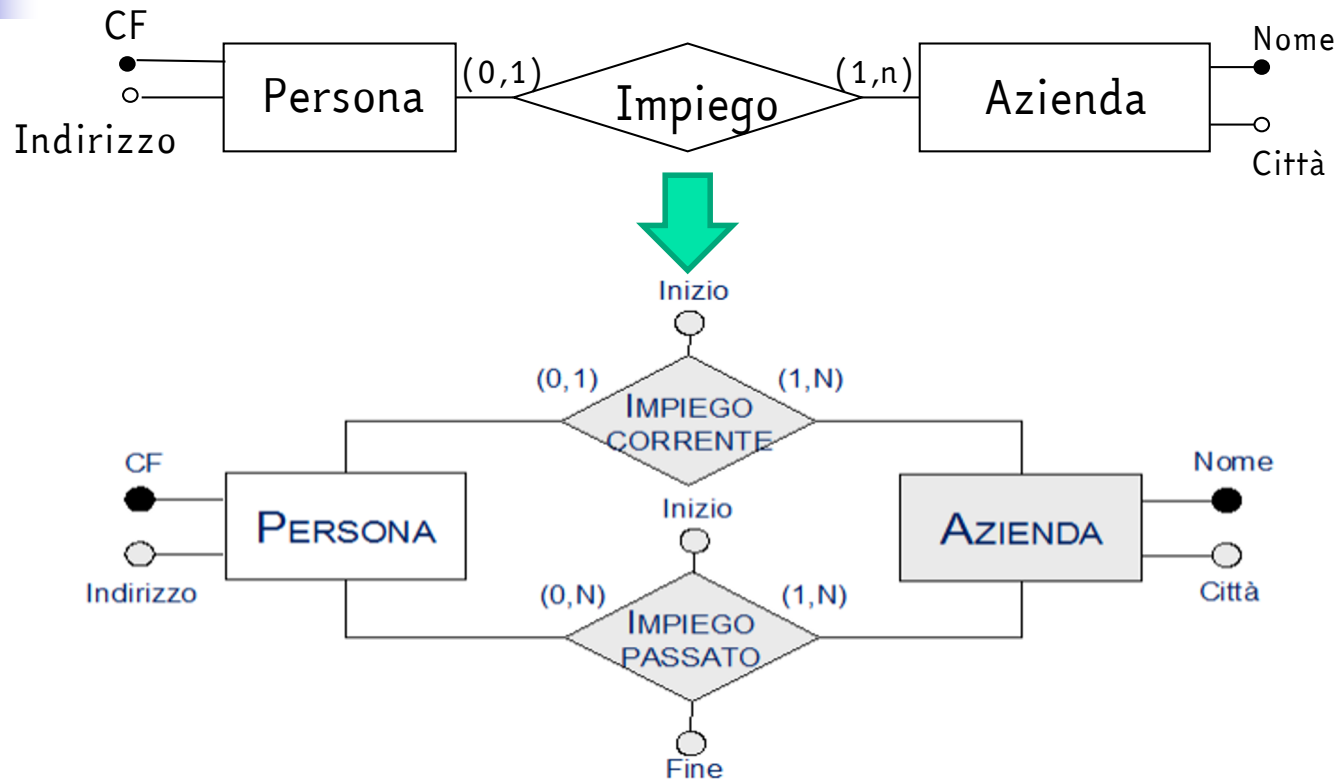 CF
Nome
Persona
(0,1)
Impiego
(1,n)
Azienda
Indirizzo
Città
Inizio
(0,1)
(1,N)
IMPIEGO
CORRENTE
CF
Nome
Inizio
PERSONA
AZIENDA
Indirizzo
(0,N)
(1,N)
Città
IMPIEGO
PASSATO
Fine